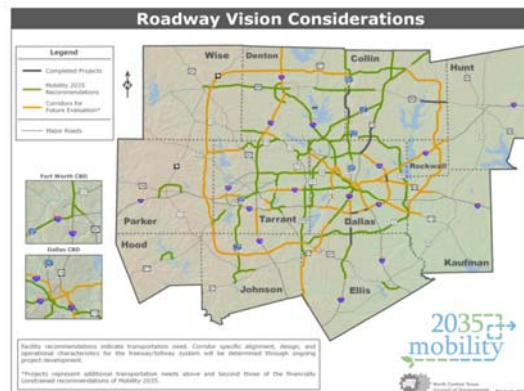 Roadway Vision Considerations
Legend
Completed Projects
Mobility 2035
Recommendations
Corridors for
Future Evaluation*
Major Roads
Wise
Denton
Collin
Hunt
Rockwall
Parker
Tarrant
Dallas
Hood
Johnson
Ellis
Kaufman
Fort Worth CBD
Dallas CBD
Facility recommendations indicate transportation need. Corridor specific alignment, design, and
operational characteristics for the freeway/tollway system will be determined through ongoing
project development.
*Projects represent additional transportation needs above and beyond those of the financially
constrained recommendations of Mobility 2035.
2035
mobility
North Central Texas
Council of Governments